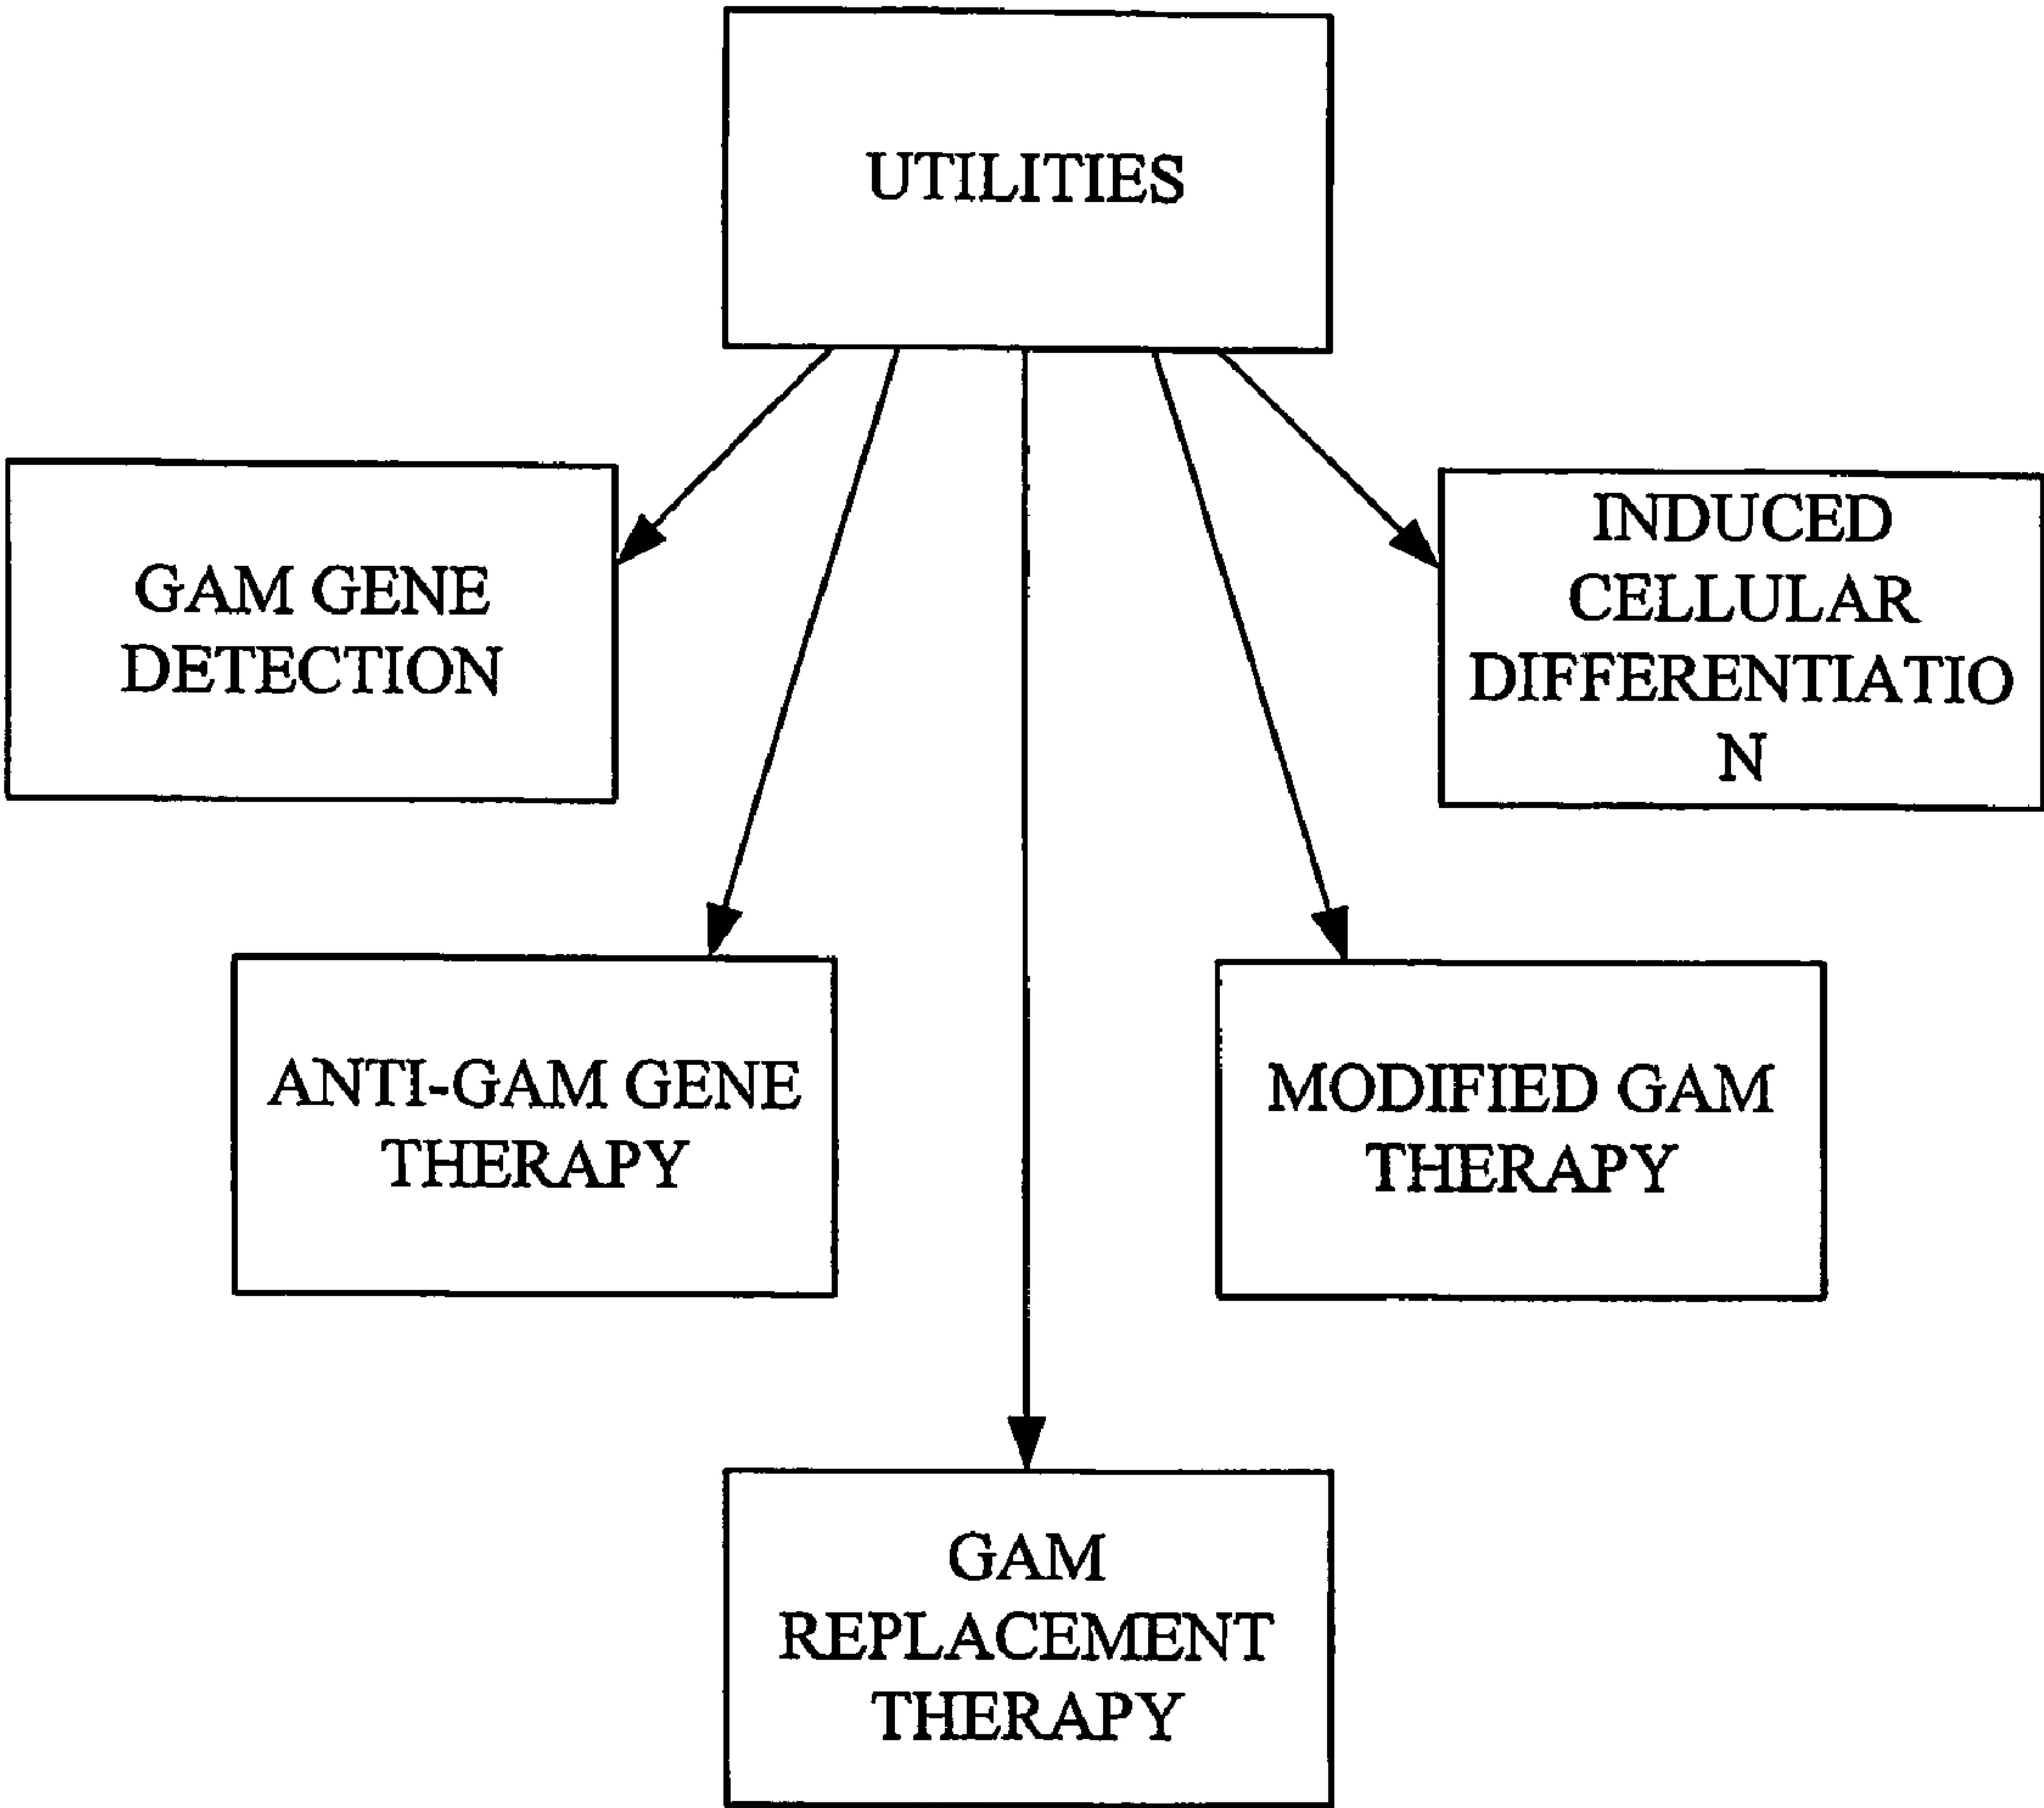 UTILITIES
GAM GENE
DETECTION
INDUCED
CELLULAR
DIFFERENTIATIO
N
ANTI-GAM GENE
THERAPY
MODIFIED GAM
THERAPY
GAM
REPLACEMENT
THERAPY